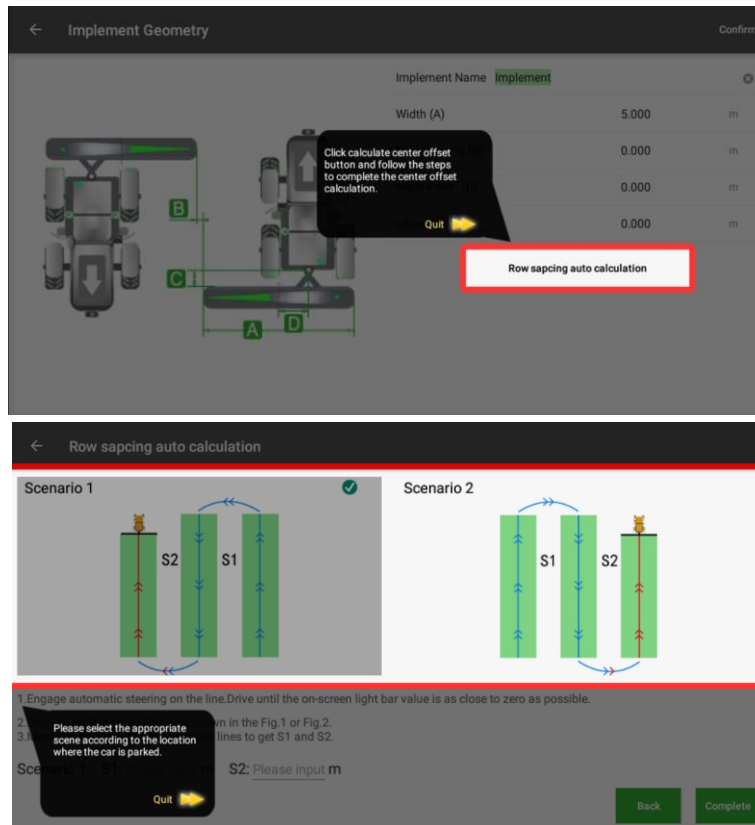 Implement Geometry
Confirm
Implement Name Implement
Width (A) 5.000 m
0.000 m
0.000 m
0.000 m
Click calculate center offset
button and follow the steps
to complete the center offset
calculation.
Quit
Row sapcing auto calculation
B
C
A
D
Row sapcing auto calculation
Scenario 1
S2
S1
Scenario 2
S1
S2
1.Engage automatic steering on the line.Drive until the on-screen light bar value is as close to zero as possible.
2. in the Fig.1 or Fig.2.
3. lines to get S1 and S2.
Please select the appropriate
scene according to the location
where the car is parked.
Quit
Scenario 1 S1: m S2: Please input m
Back
Complete